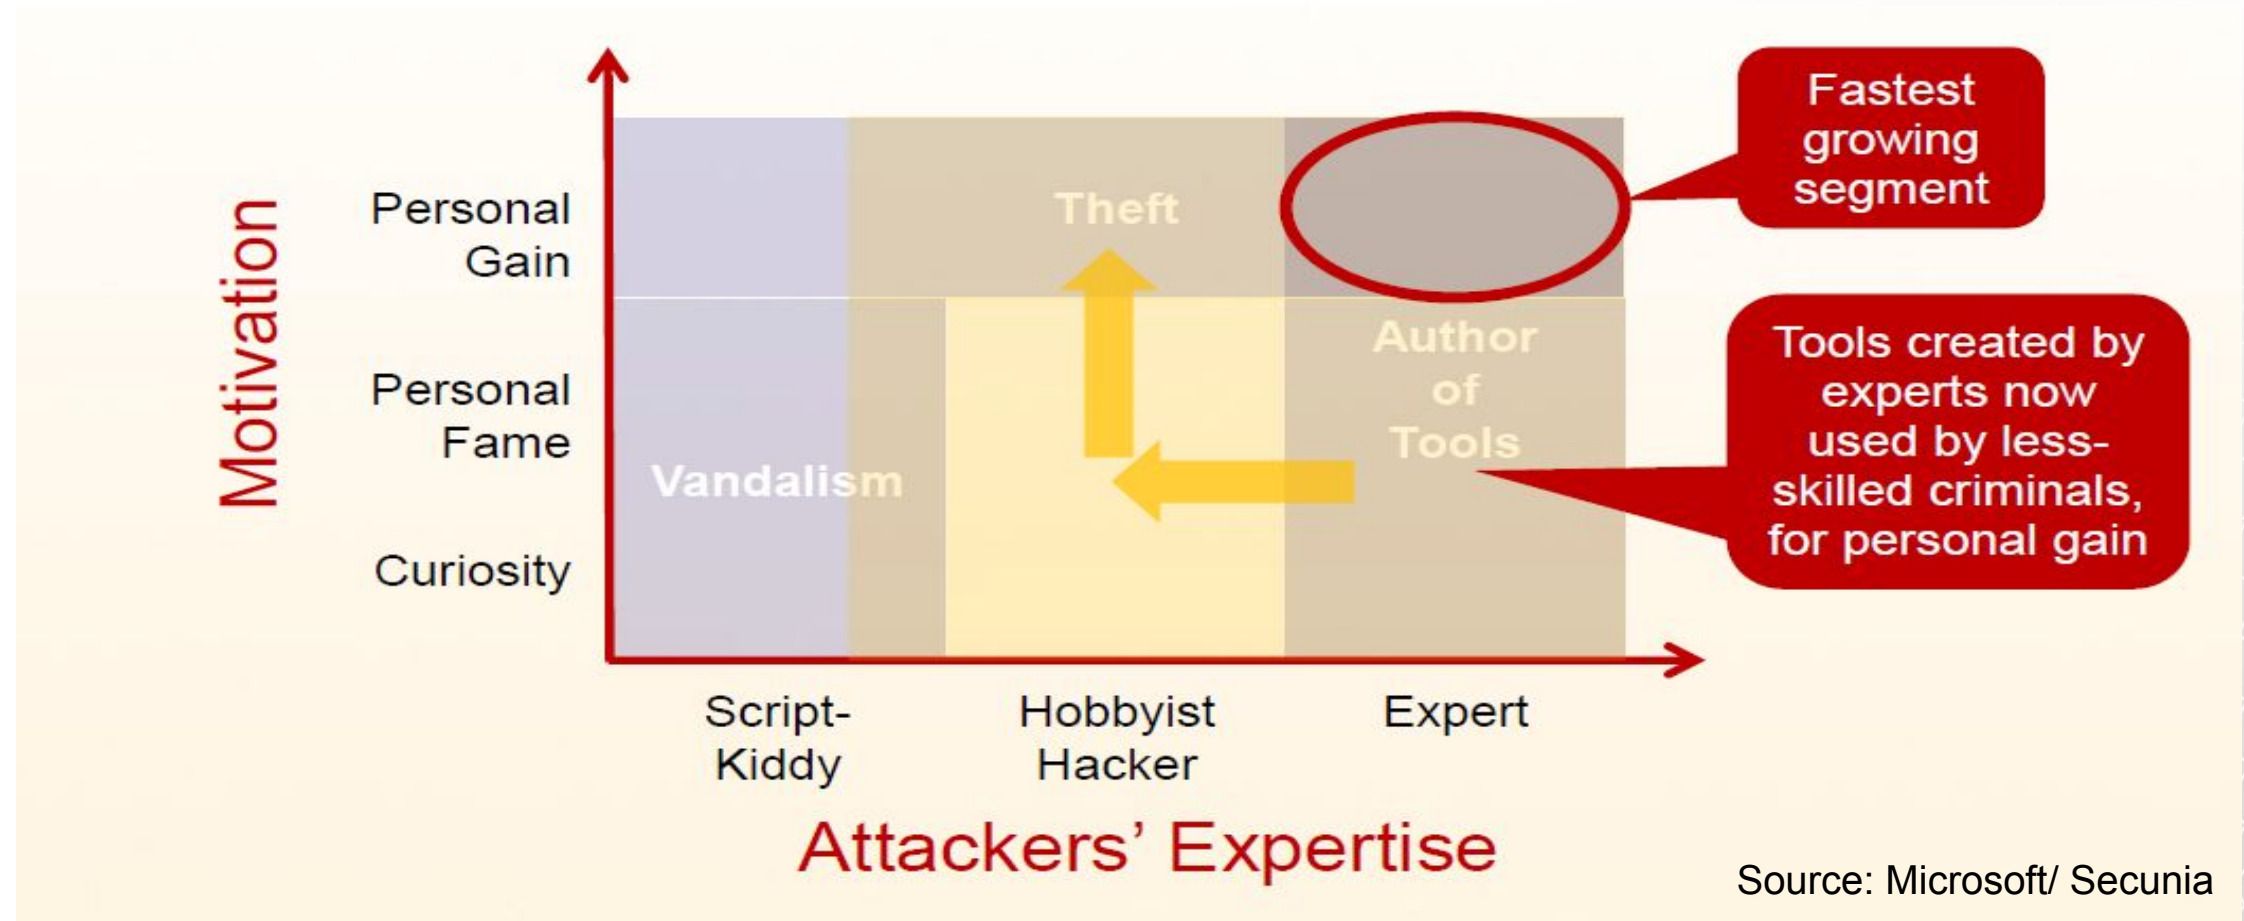 Motivation
Personal
Gain
Personal
Fame
Curiosity
Theft
Vandalism
Author
of
Tools
Fastest
growing
segment
Tools created by
experts now
used by less-
skilled criminals,
for personal gain
Script-
Kiddy
Hobbyist
Hacker
Expert
Attackers’ Expertise
Source: Microsoft/ Secunia